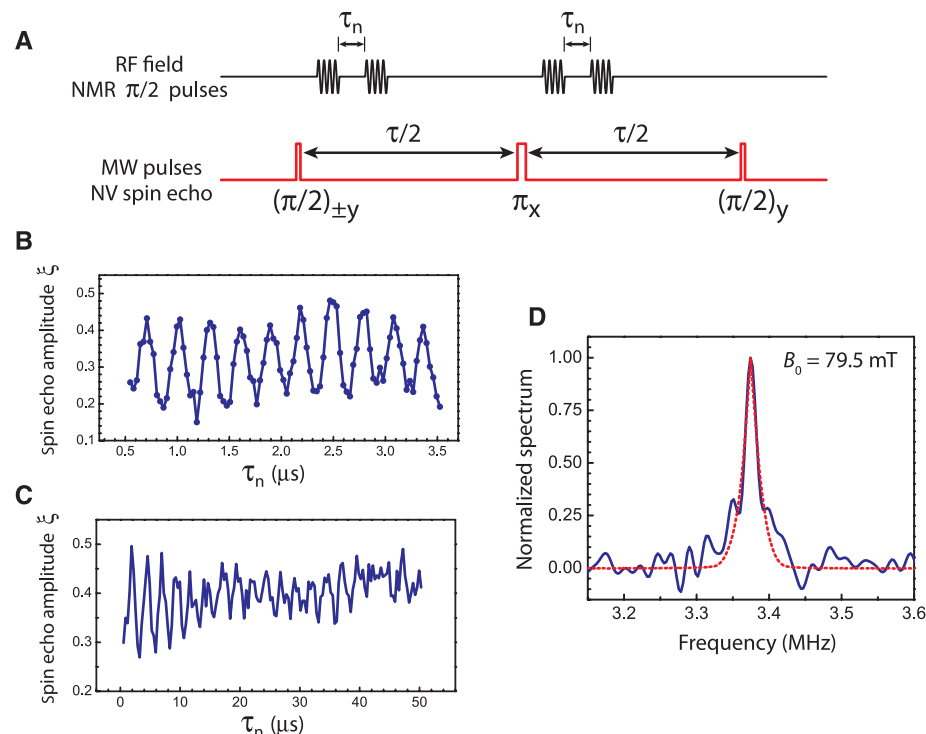 A
τn
τn
RF field
NMR π/2 pulses
τ/2
τ/2
MW pulses
NV spin echo
(π/2)±y
πx
(π/2)y
B
spin echo amplitude ξ
0.5
0.4
0.3
0.2
0.1
0.5
1.0
1.5
2.0
2.5
3.0
3.5
τn (μs)
C
spin echo amplitude ξ
0.5
0.4
0.3
0.2
0
10
20
30
40
50
τn (μs)
D
B0 = 79.5 mT
Normalized spectrum
1.00
0.75
0.50
0.25
0.00
3.2
3.3
3.4
3.5
3.6
Frequency (MHz)